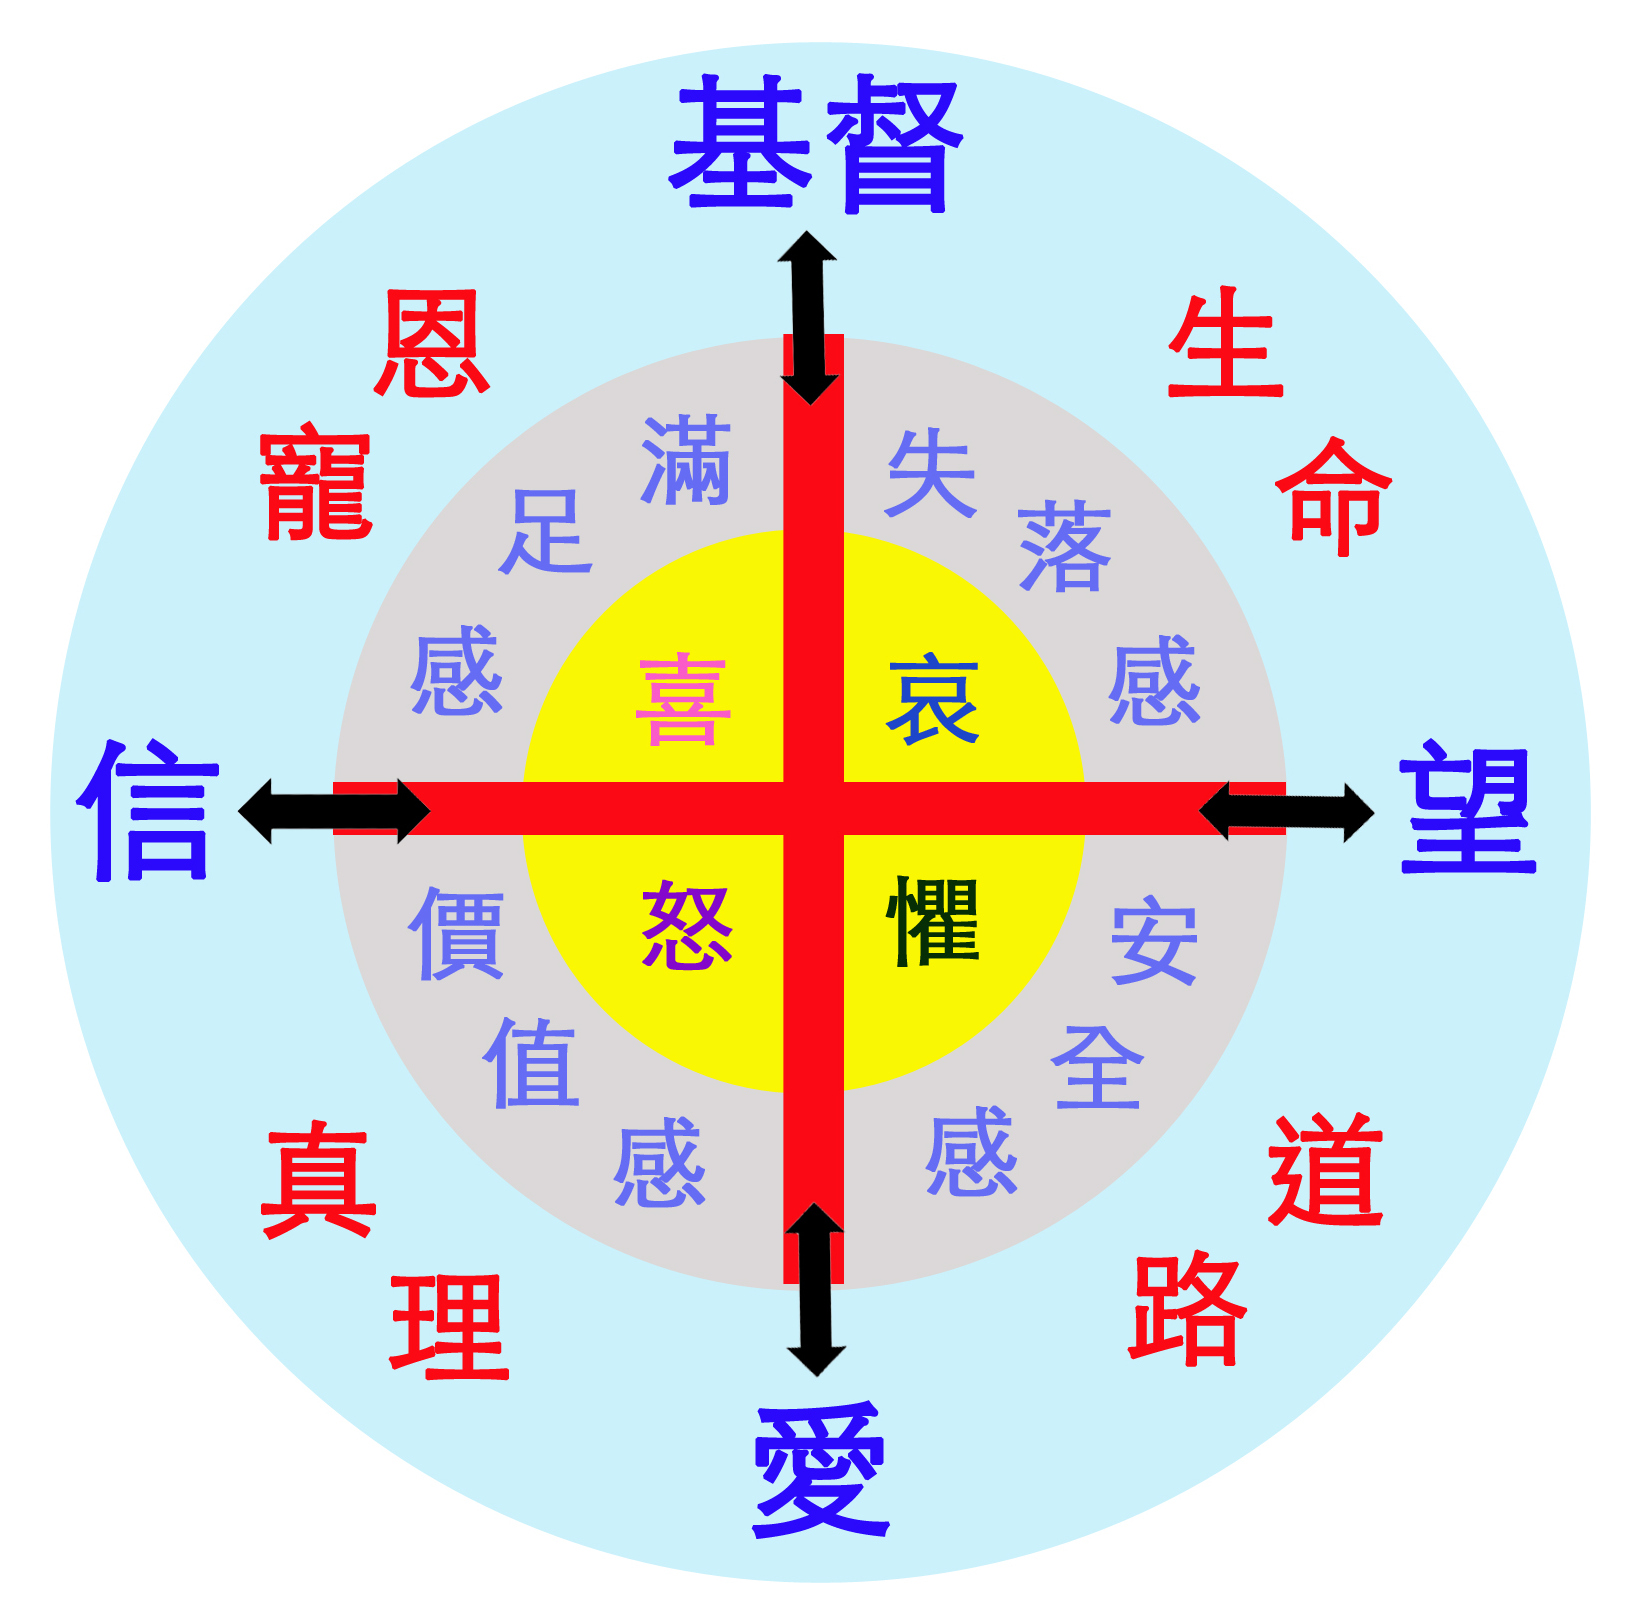 基督
恩寵
生命
滿足感
失落感
喜
哀
信
望
怒
懼
價值感
安全感
真理
道路
愛